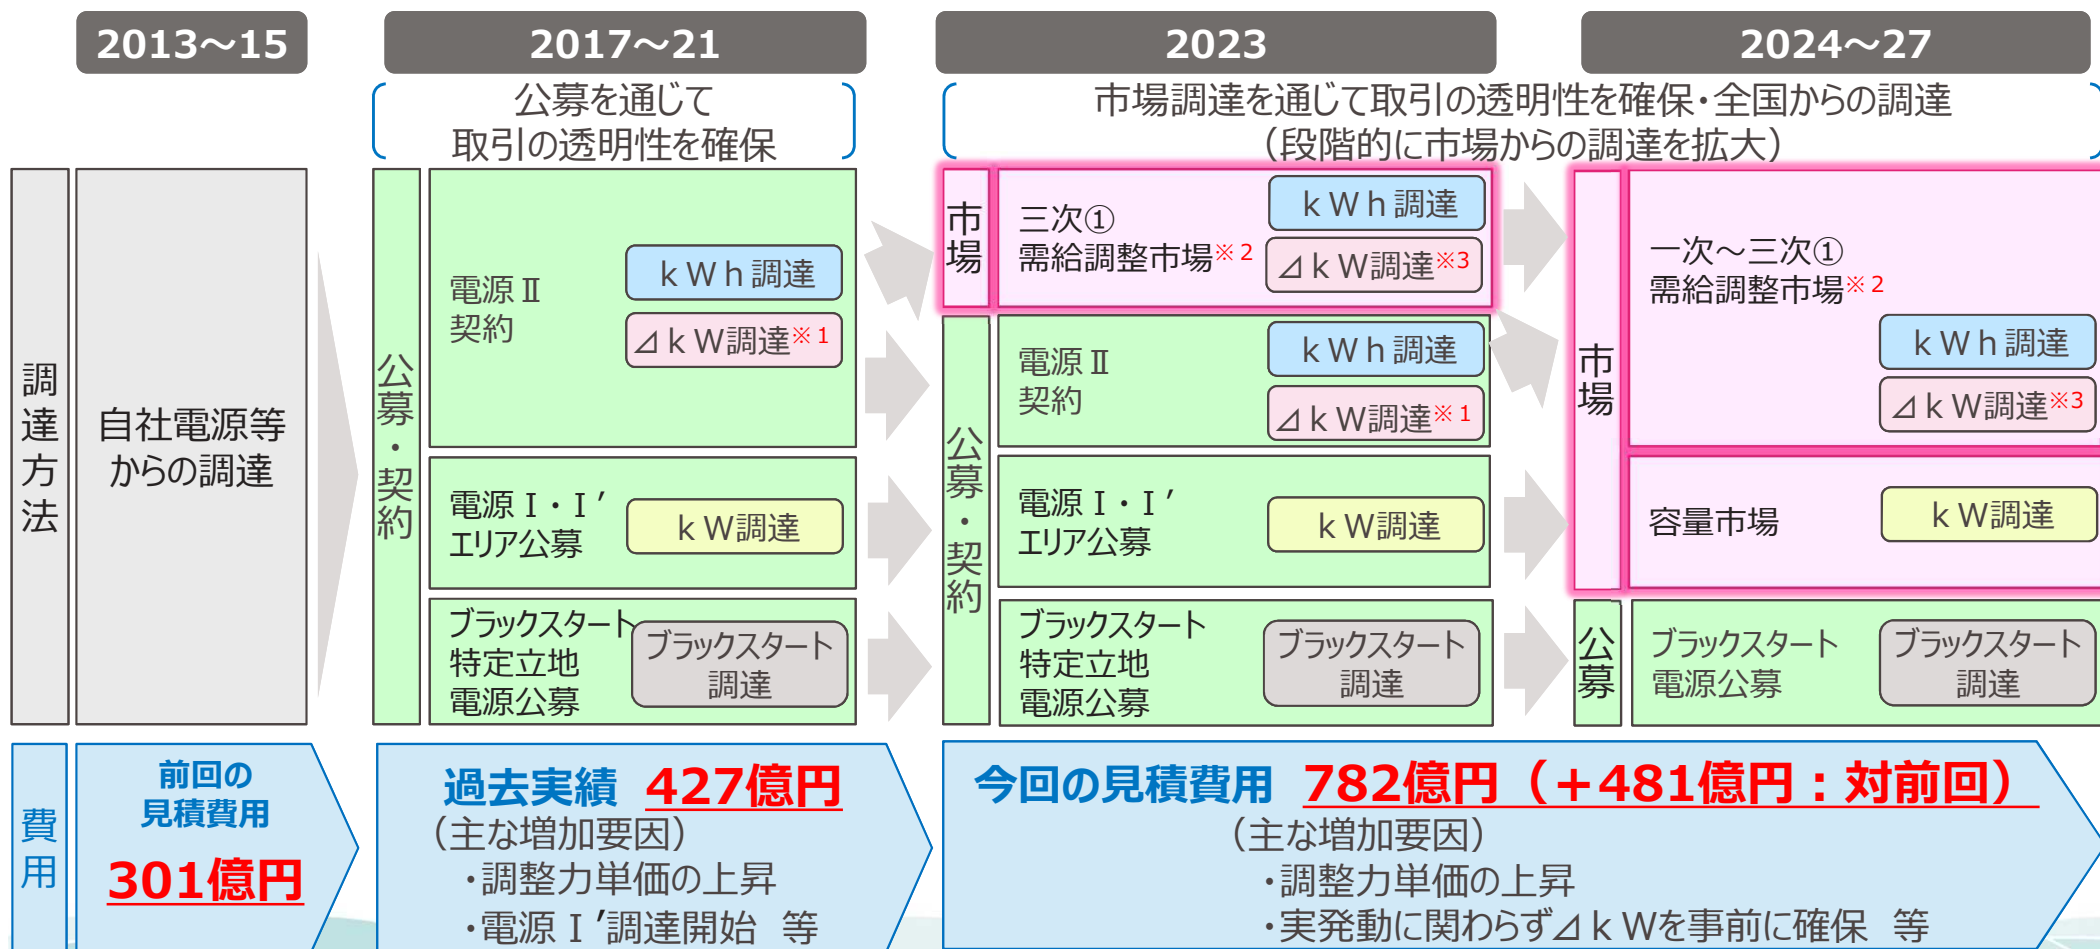 2013～15
2017～21
2023
2024～27
公募を通じて
取引の透明性を確保
市場調達を通じて取引の透明性を確保・全国からの調達
（段階的に市場からの調達を拡大）
調達方法
自社電源等
からの調達
公募・契約
電源Ⅱ
契約
ｋＷｈ調達
⊿ｋＷ調達※1
電源Ⅰ・Ⅰ’
エリア公募
ｋＷ調達
ブラックスタート
特定立地
電源公募
ブラックスタート
調達
市場
三次①
需給調整市場※2
ｋＷｈ調達
⊿ｋＷ調達※3
公募・契約
電源Ⅱ
契約
ｋＷｈ調達
⊿ｋＷ調達※1
電源Ⅰ・Ⅰ’
エリア公募
ｋＷ調達
ブラックスタート
特定立地
電源公募
ブラックスタート
調達
市場
一次～三次①
需給調整市場※2
ｋＷｈ調達
⊿ｋＷ調達※3
容量市場
ｋＷ調達
公募
ブラックスタート
電源公募
ブラックスタート
調達
費用
前回の
見積費用
301億円
過去実績 427億円
（主な増加要因）
・調整力単価の上昇
・電源Ⅰ’調達開始 等
今回の見積費用 782億円（＋481億円：対前回）
（主な増加要因）
・調整力単価の上昇
・実発動に関わらず⊿ｋＷを事前に確保 等